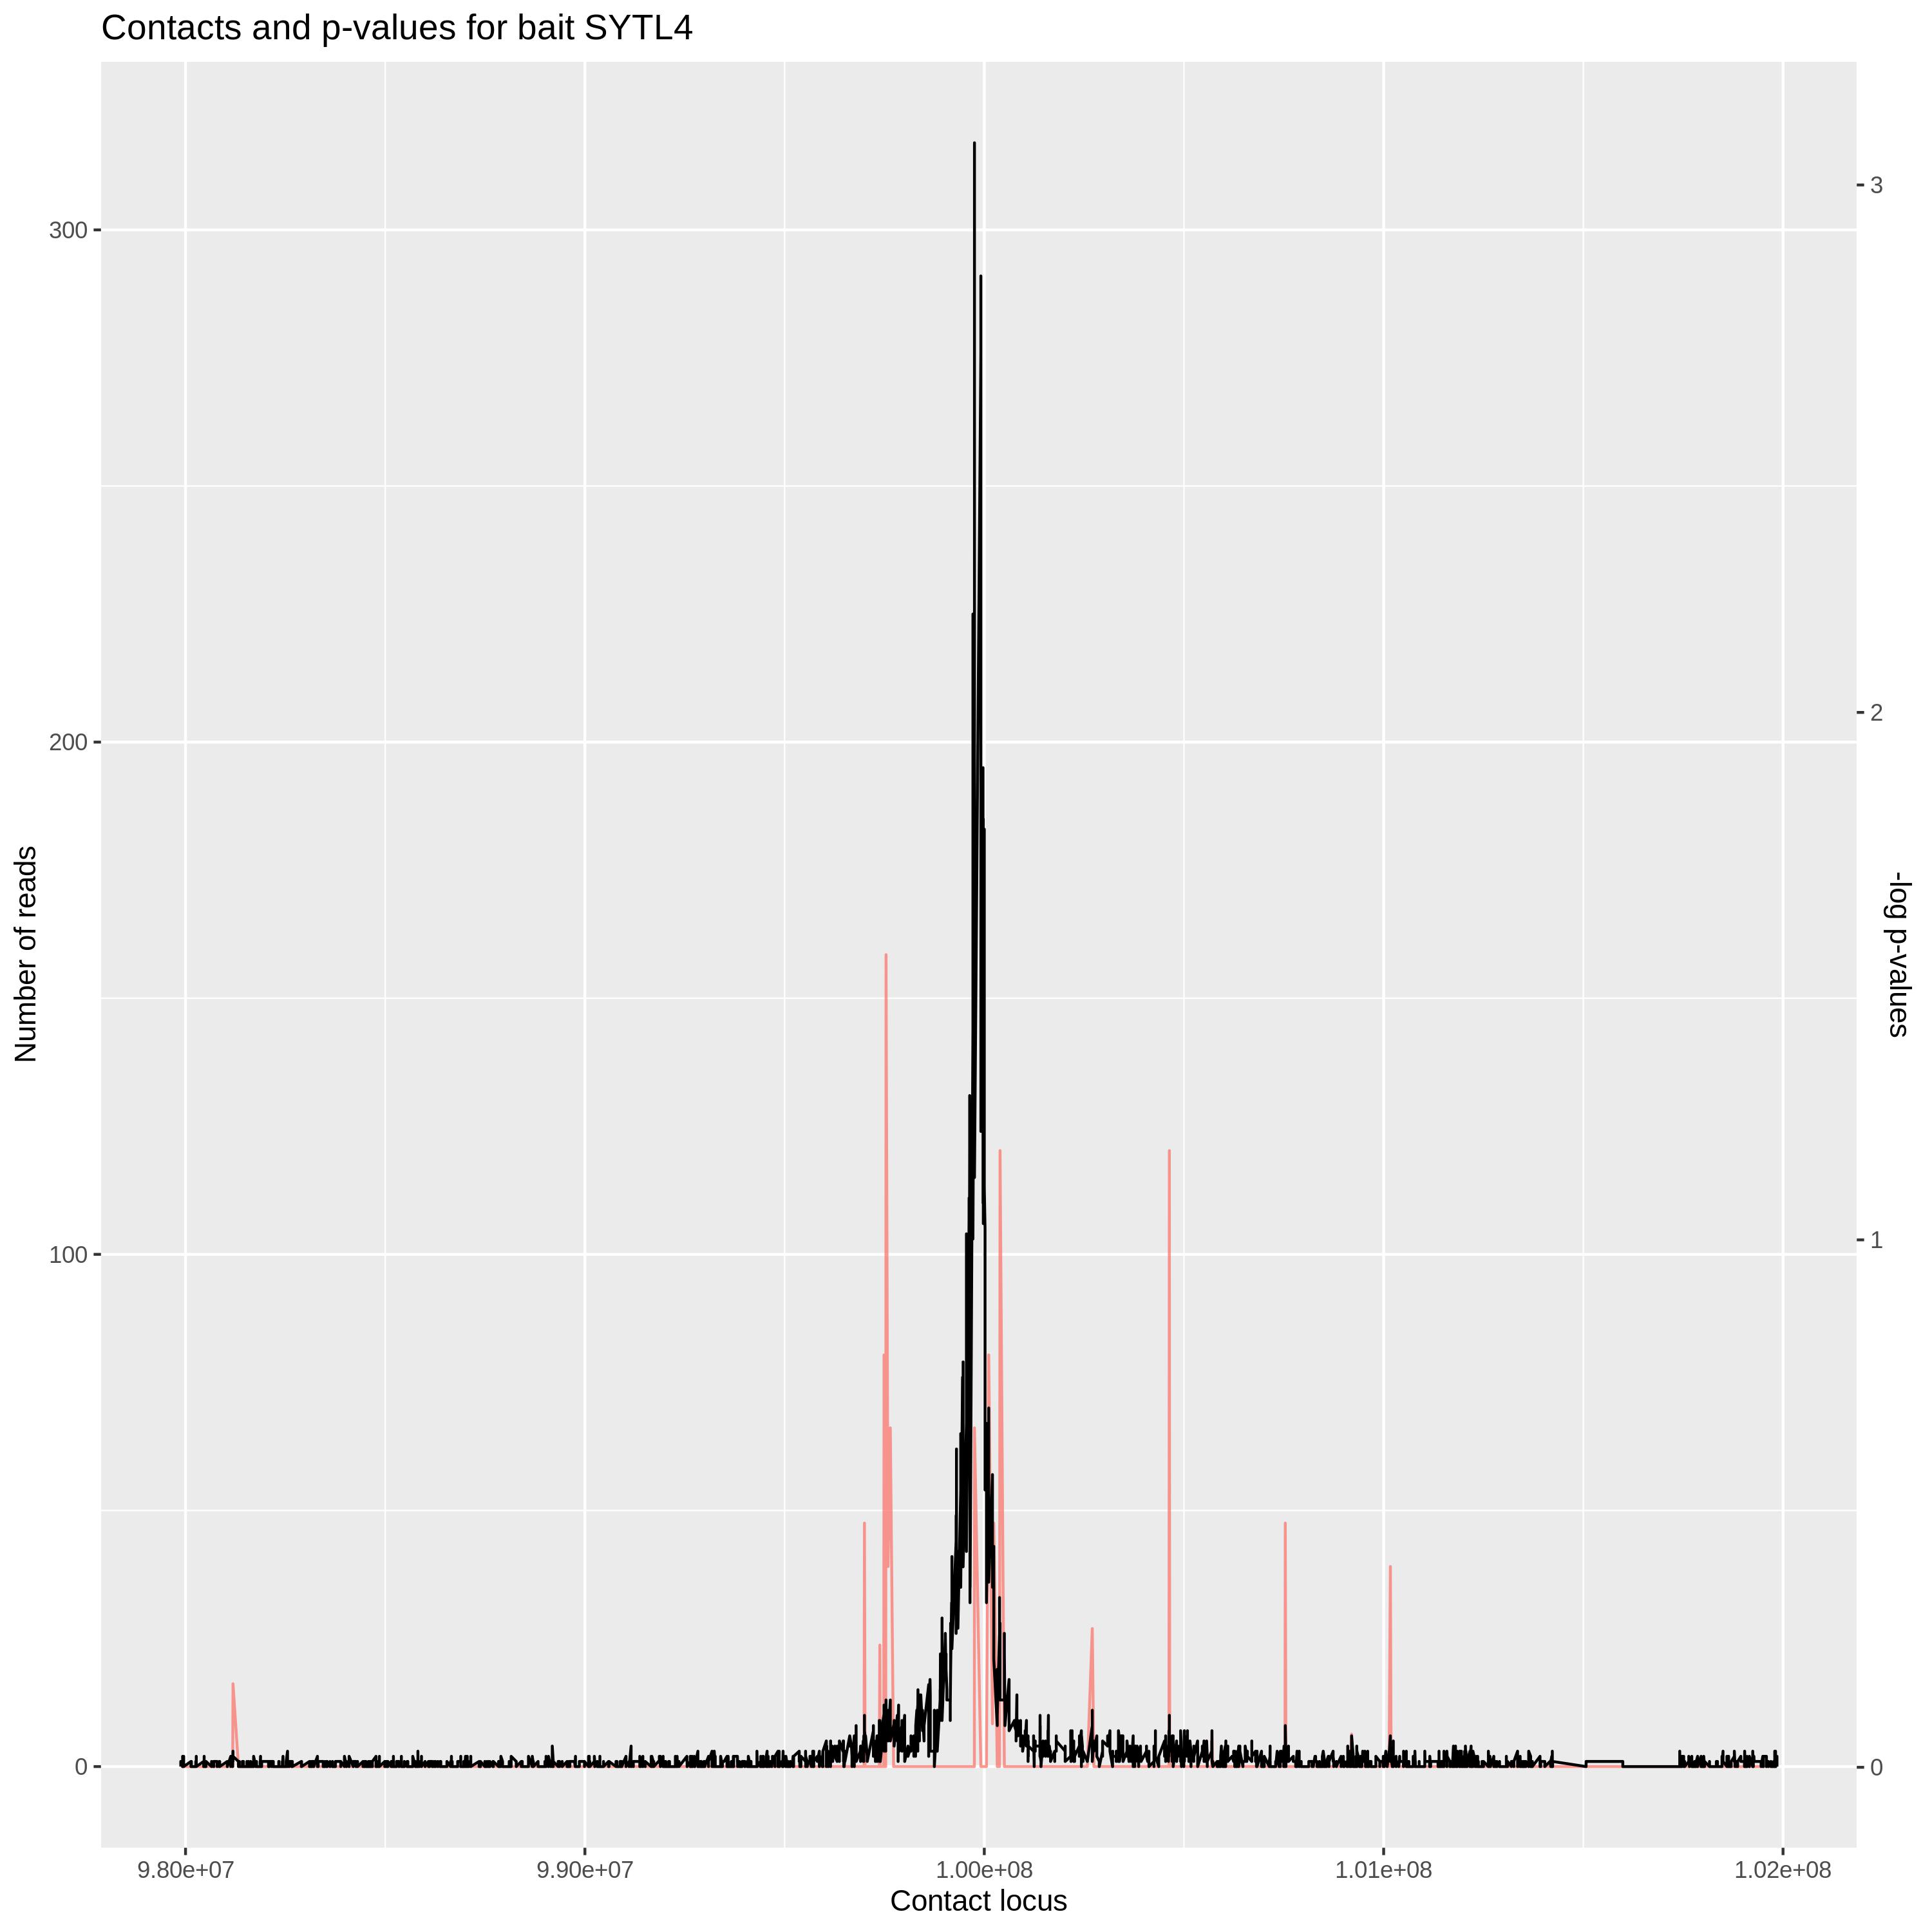 Contacts and p-values for bait SYTL4
300
200
100
0
Number of reads
3
2
1
0
-log p-values
9.80e+07
9.90e+07
1.00e+08
1.01e+08
1.02e+08
Contact locus